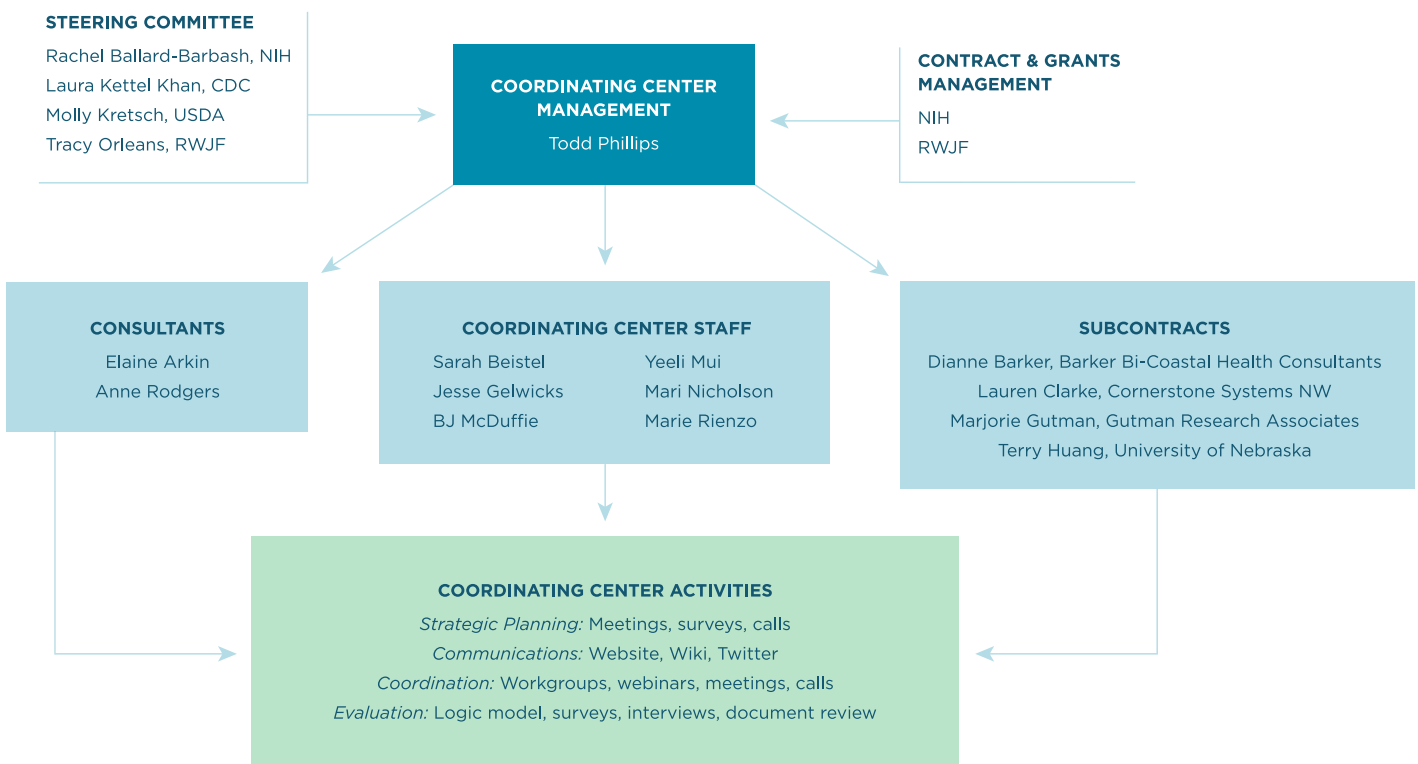 STEERING COMMITTEE
Rachel Ballard-Barbash, NIH
Laura Kettel Khan, CDC
Molly Kretsch, USDA
Tracy Orleans, RWJF
COORDINATING CENTER
MANAGEMENT
Todd Phillips
CONTRACT & GRANTS
MANAGEMENT
NIH
RWJF
CONSULTANTS
Elaine Arkin
Anne Rodgers
COORDINATING CENTER STAFF
Sarah Beistel
Jesse Gelwicks
BJ McDuffie
Yeeli Mui
Mari Nicholson
Marie Rienzo
SUBCONTRACTS
Dianne Barker, Barker Bi-Coastal Health Consultants
Lauren Clarke, Cornerstone Systems NW
Marjorie Gutman, Gutman Research Associates
Terry Huang, University of Nebraska
COORDINATING CENTER ACTIVITIES
Strategic Planning: Meetings, surveys, calls
Communications: Website, Wiki, Twitter
Coordination: Workgroups, webinars, meetings, calls
Evaluation: Logic model, surveys, interviews, document review